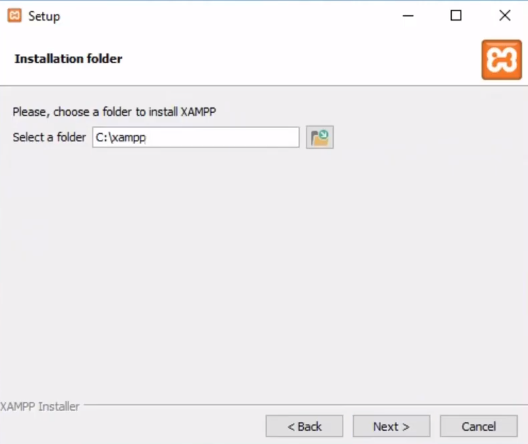 Setup
Installation folder
Please, choose a folder to install XAMPP
Select a folder C:\xampp
XAMPP Installer
< Back Next > Cancel